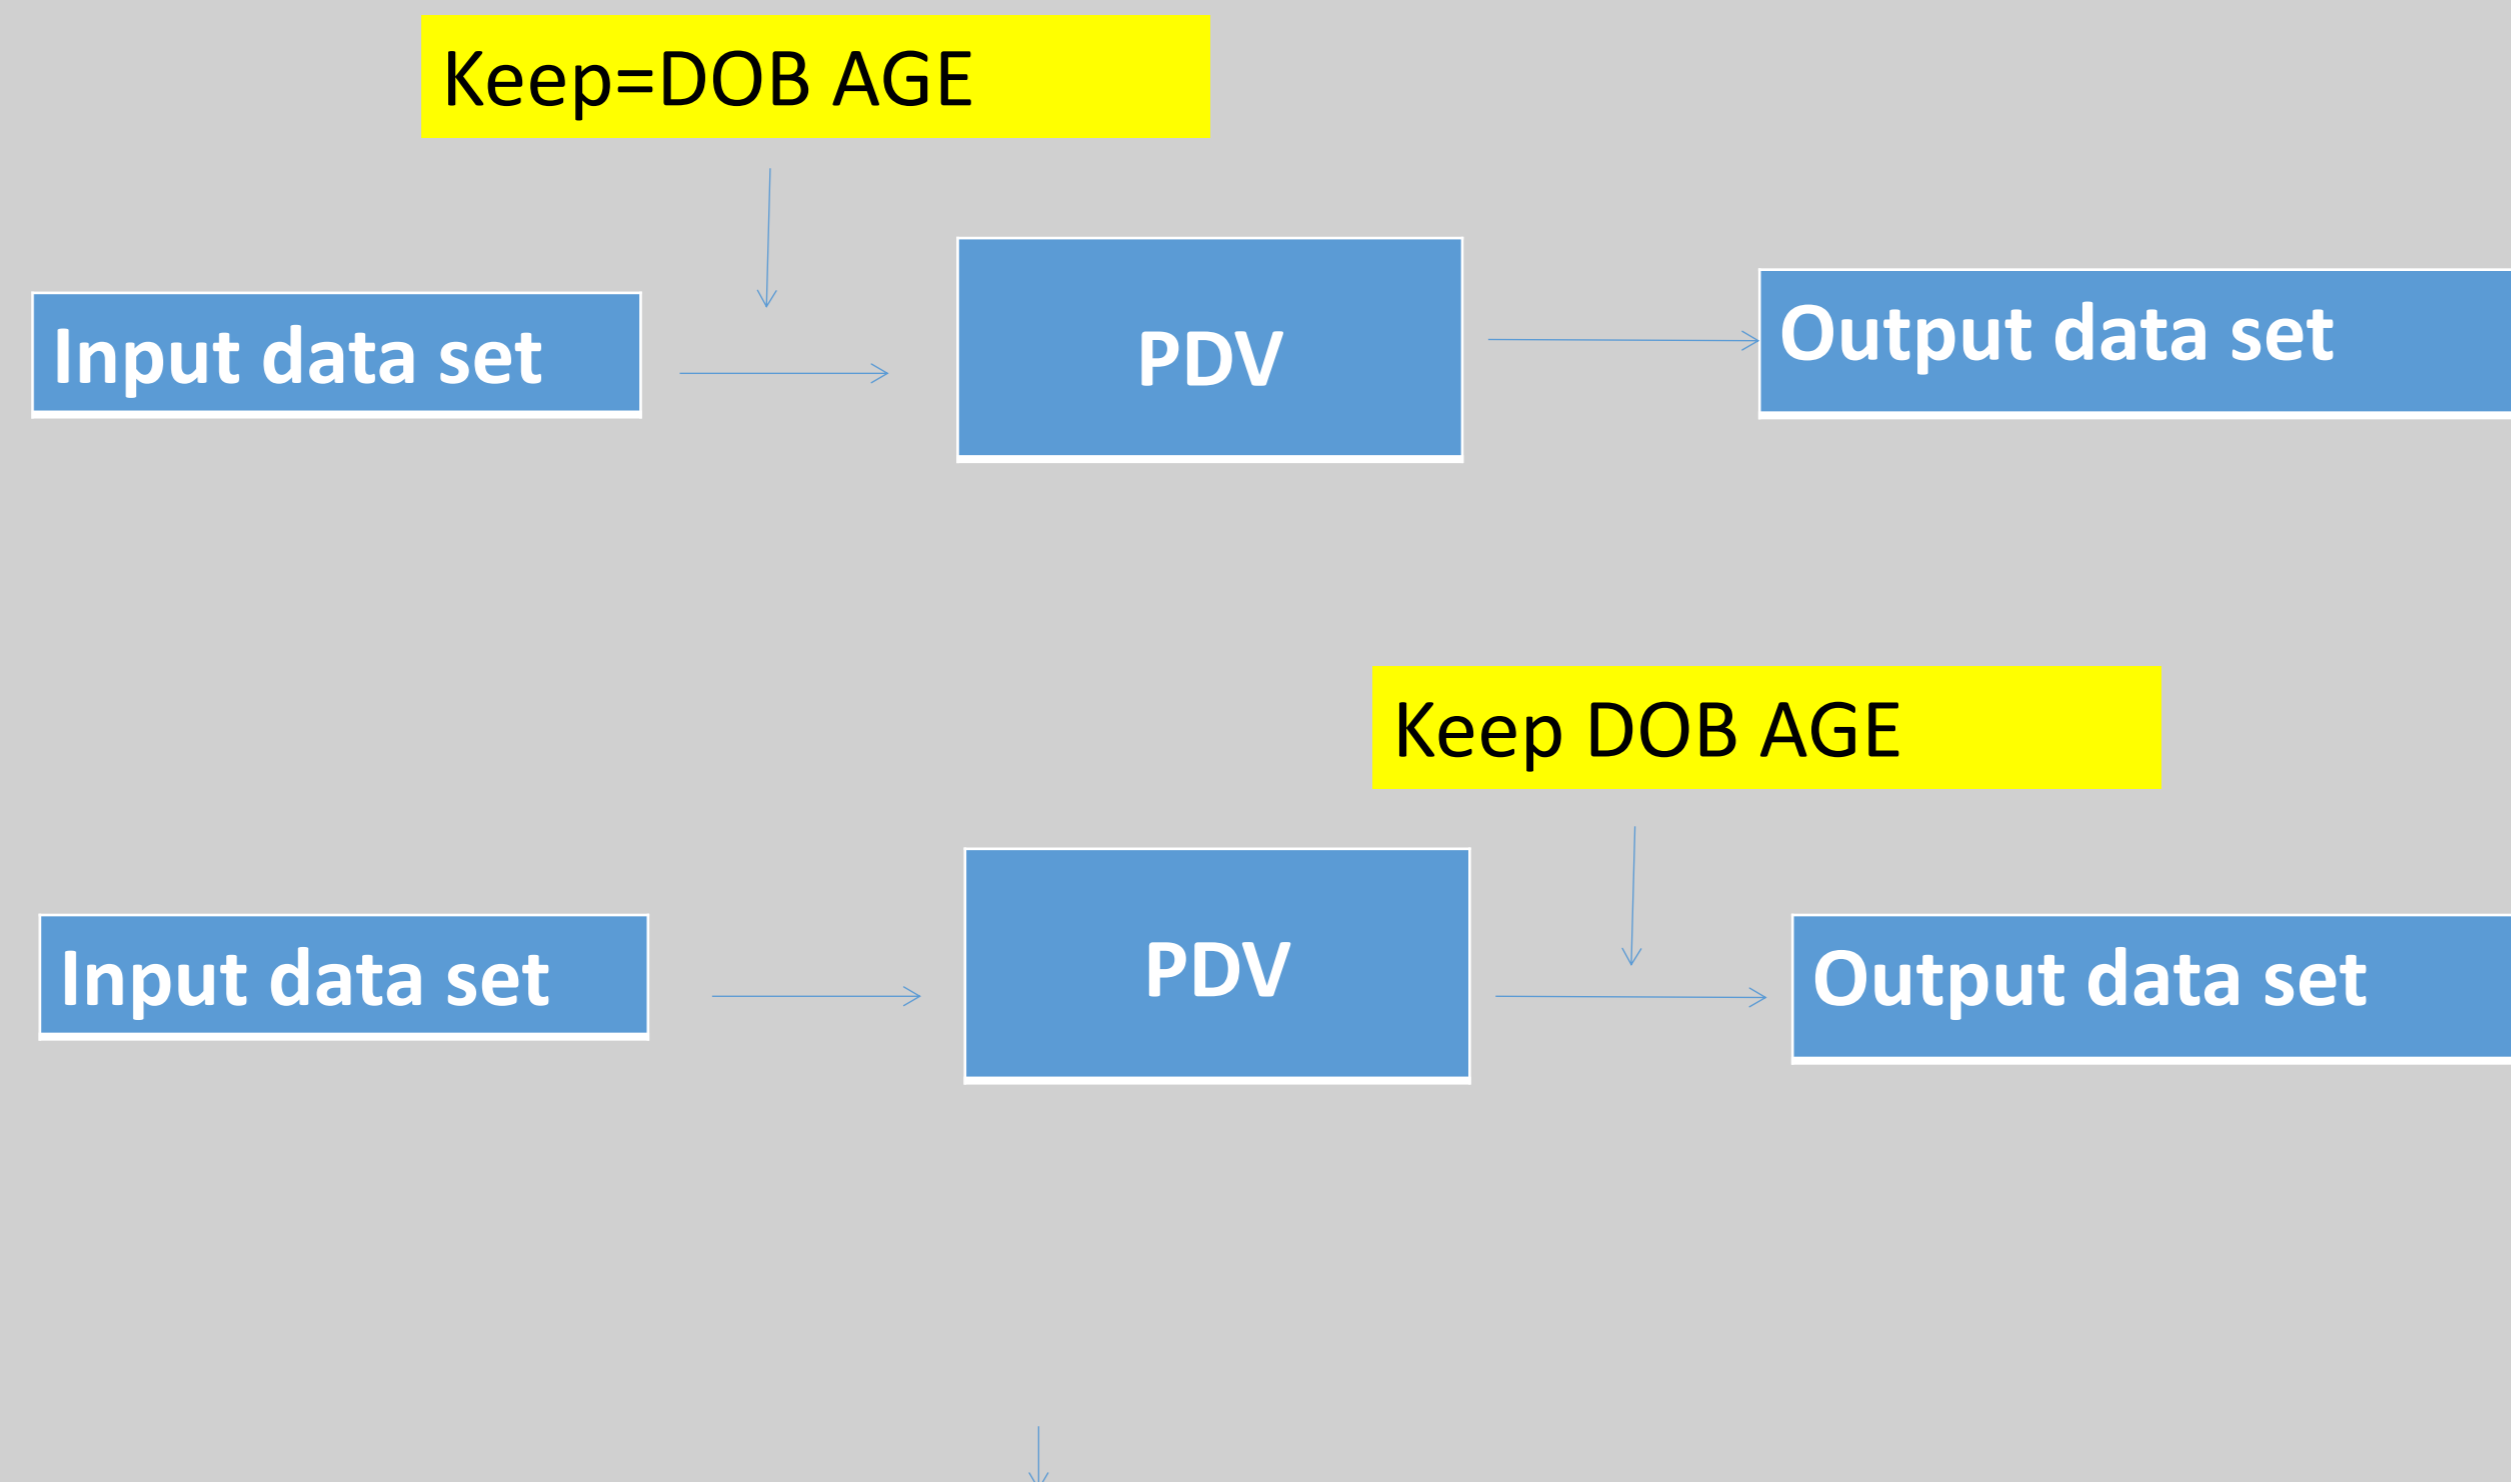 Keep=DOB AGE
Input data set
PDV
Output data set
Keep DOB AGE
Input data set
PDV
Output data set